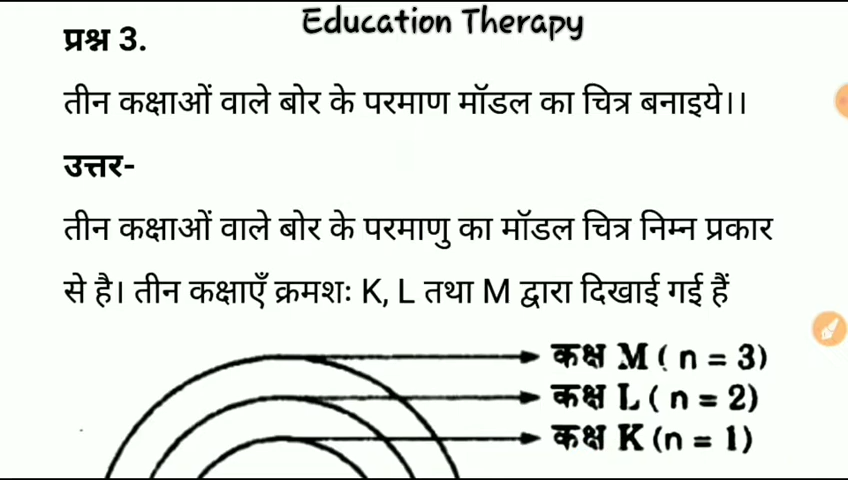 Education Therapy
प्रश्न 3.
तीन कक्षाओं वाले बोर के परमाण मॉडल का चित्र बनाइये।।
उत्तर-
तीन कक्षाओं वाले बोर के परमाणु का मॉडल चित्र निम्न प्रकार
से है। तीन कक्षाएँ क्रमशः K, L तथा M द्वारा दिखाई गई हैं
कक्ष M ( n = 3)
कक्ष L ( n = 2)
कक्ष K (n = 1)